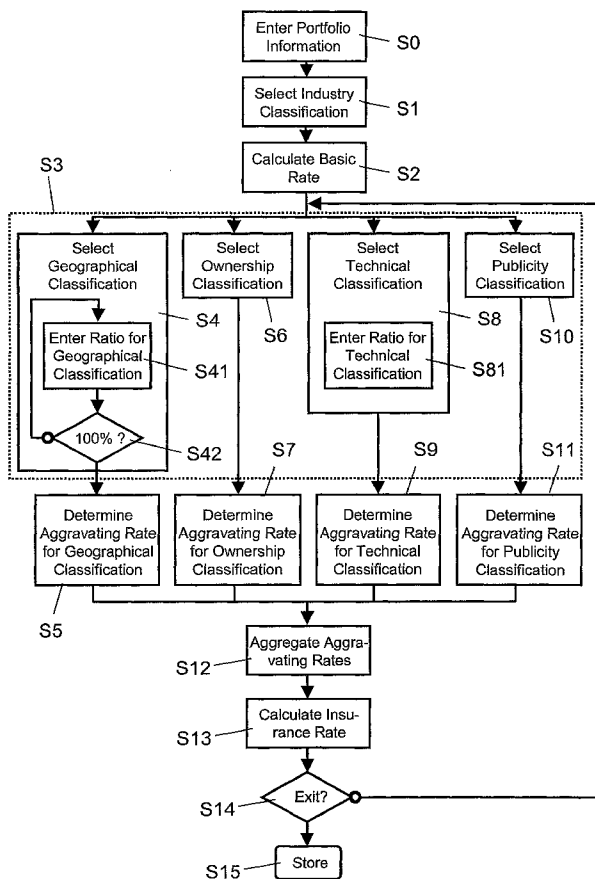 Enter Portfolio
Information
S0
Select Industry
Classification
S1
Calculate Basic
Rate
S2
S3
Select
Geographical
Classification
S4
Enter Ratio for
Geographical
Classification
S41
100% ?
S42
Select
Ownership
Classification
S6
Select
Technical
Classification
S8
Enter Ratio for
Technical
Classification
S81
Select
Publicity
Classification
S10
Determine
Aggravating Rate
for Geographical
Classification
S5
S7
Determine
Aggravating Rate
for Ownership
Classification
S9
Determine
Aggravating Rate
for Technical
Classification
S11
Determine
Aggravating Rate
for Publicity
Classification
Aggregate Aggra-
vating Rates
S12
Calculate Insu-
rance Rate
S13
Exit?
S14
Store
S15